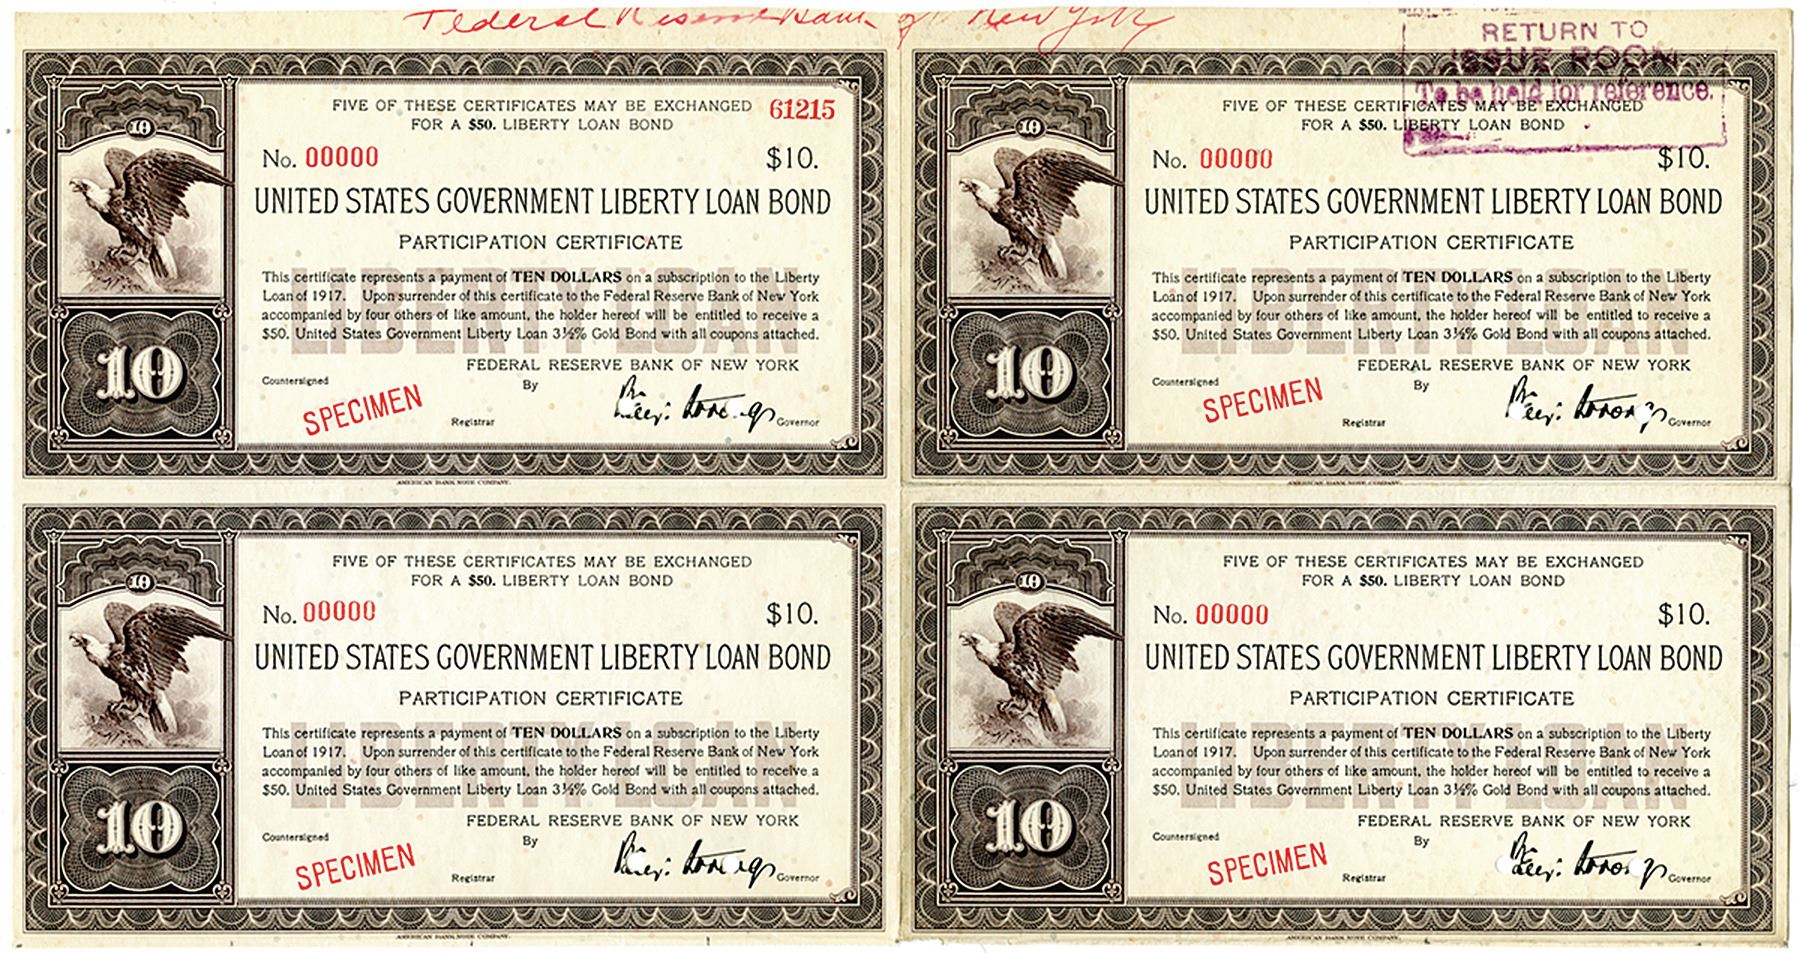 Federal Reserve Bank of New York
RETURN TO
ISSUE ROOM
To be held for reference.
10
FIVE OF THESE CERTIFICATES MAY BE EXCHANGED
FOR A $50. LIBERTY LOAN BOND
61215
No. 00000 $10.
UNITED STATES GOVERNMENT LIBERTY LOAN BOND
PARTICIPATION CERTIFICATE
LIBERTY LOAN
This certificate represents a payment of TEN DOLLARS on a subscription to the Liberty
Loan of 1917. Upon surrender of this certificate to the Federal Reserve Bank of New York
accompanied by four others of like amount, the holder hereof will be entitled to receive a
$50. United States Government Liberty Loan 3½% Gold Bond with all coupons attached.
10
FEDERAL RESERVE BANK OF NEW YORK
Countersigned By
SPECIMEN
Registrar Governor
AMERICAN BANK NOTE COMPANY.
10
FIVE OF THESE CERTIFICATES MAY BE EXCHANGED
FOR A $50. LIBERTY LOAN BOND
No. 00000 $10.
UNITED STATES GOVERNMENT LIBERTY LOAN BOND
PARTICIPATION CERTIFICATE
LIBERTY LOAN
This certificate represents a payment of TEN DOLLARS on a subscription to the Liberty
Loan of 1917. Upon surrender of this certificate to the Federal Reserve Bank of New York
accompanied by four others of like amount, the holder hereof will be entitled to receive a
$50. United States Government Liberty Loan 3½% Gold Bond with all coupons attached.
10
FEDERAL RESERVE BANK OF NEW YORK
Countersigned By
SPECIMEN
Registrar Governor
AMERICAN BANK NOTE COMPANY.
10
FIVE OF THESE CERTIFICATES MAY BE EXCHANGED
FOR A $50. LIBERTY LOAN BOND
No. 00000 $10.
UNITED STATES GOVERNMENT LIBERTY LOAN BOND
PARTICIPATION CERTIFICATE
LIBERTY LOAN
This certificate represents a payment of TEN DOLLARS on a subscription to the Liberty
Loan of 1917. Upon surrender of this certificate to the Federal Reserve Bank of New York
accompanied by four others of like amount, the holder hereof will be entitled to receive a
$50. United States Government Liberty Loan 3½% Gold Bond with all coupons attached.
10
FEDERAL RESERVE BANK OF NEW YORK
Countersigned By
SPECIMEN
Registrar Governor
AMERICAN BANK NOTE COMPANY.
10
FIVE OF THESE CERTIFICATES MAY BE EXCHANGED
FOR A $50. LIBERTY LOAN BOND
No. 00000 $10.
UNITED STATES GOVERNMENT LIBERTY LOAN BOND
PARTICIPATION CERTIFICATE
LIBERTY LOAN
This certificate represents a payment of TEN DOLLARS on a subscription to the Liberty
Loan of 1917. Upon surrender of this certificate to the Federal Reserve Bank of New York
accompanied by four others of like amount, the holder hereof will be entitled to receive a
$50. United States Government Liberty Loan 3½% Gold Bond with all coupons attached.
10
FEDERAL RESERVE BANK OF NEW YORK
Countersigned By
SPECIMEN
Registrar Governor
AMERICAN BANK NOTE COMPANY.